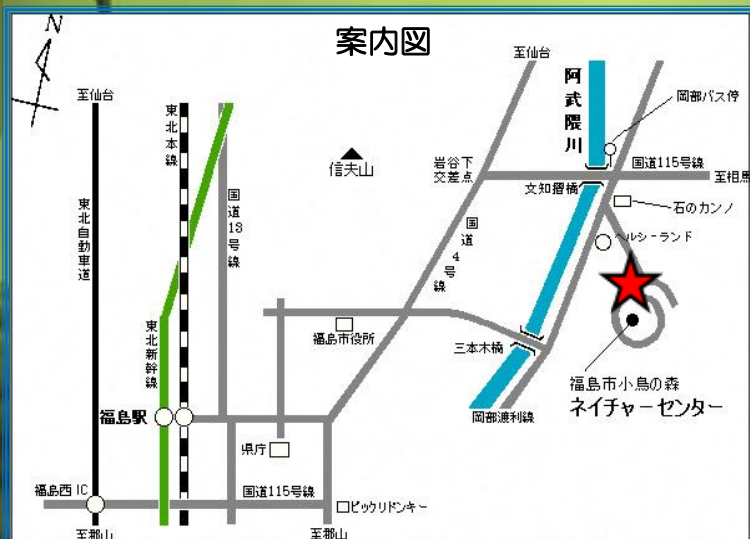 案内図
N
至仙台
至仙台
東北本線
阿武隈川
岡部バス停
信夫山
岩谷下
交差点
国道115号線
至相馬
文知摺橋
石のカンノ
国道13号線
国道4号線
東北自動車道
ヘルシーランド
福島市役所
三本木橋
東北新幹線
福島市小鳥の森
ネイチャーセンター
福島駅
岡部渡利線
県庁
福島西IC
国道115号線
ビックリドンキー
至郡山
至郡山